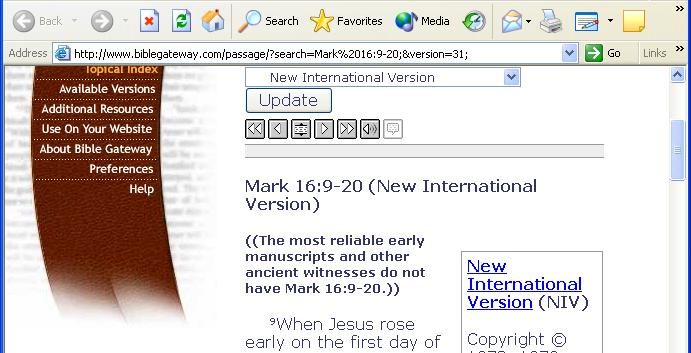 Back Search Favorites Media
Address http://www.biblegateway.com/passage/?search=Mark%2016:9-20;&version=31; Go Links »
Topical Index
Available Versions
Additional Resources
Use On Your Website
About Bible Gateway
Preferences
Help
New International Version
Update
Mark 16:9-20 (New International
Version)
((The most reliable early
manuscripts and other
ancient witnesses do not
have Mark 16:9-20.))
⁹When Jesus rose
early on the first day of
New
International
Version (NIV)
Copyright ©